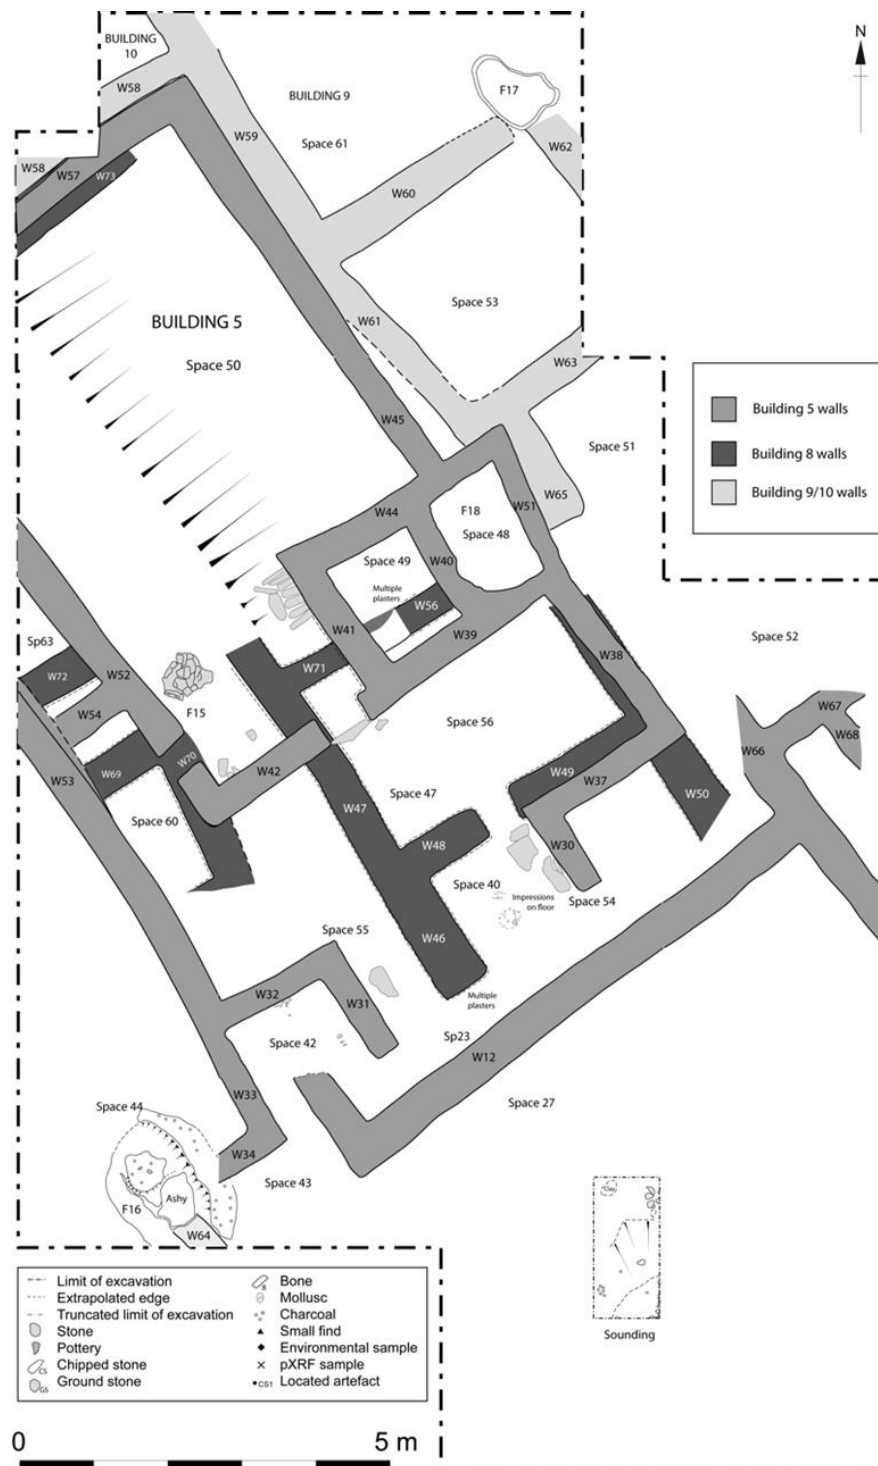 BUILDING
10
N
W58
BUILDING 9
F17
W59
Space 61
W62
W58
W57
W73
W60
Space 53
BUILDING 5
W61
Space 50
W63
Building 5 walls
W45
Building 8 walls
Space 51
Building 9/10 walls
W65
W44
F18
W51
Space 48
Space 49
W40
Multiple
plasters
W56
W41
W39
Sp63
W38
Space 52
W71
W72
W52
W54
F15
Space 56
W67
W68
W66
W53
W70
W69
W42
W49
W37
W50
W47
Space 47
Space 60
W48
W30
Space 40
Impressions
on floor
Space 54
Space 55
W46
W32
W31
Multiple
plasters
Space 42
Sp23
W12
W33
Space 44
Space 27
W34
Space 43
Ashy
F16
W64
Limit of excavation
Extrapolated edge
Truncated limit of excavation
Stone
Pottery
CS
Chipped stone
GS
Ground stone
B
Bone
Mollusc
Charcoal
Small find
Environmental sample
pXRF sample
CS1 Located artefact
Sounding
0
5 m